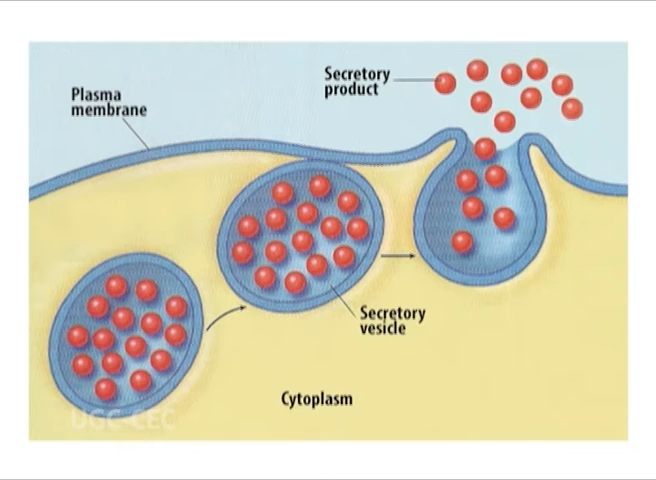 Secretory
product
Plasma
membrane
Secretory
vesicle
Cytoplasm
UGC-CEC